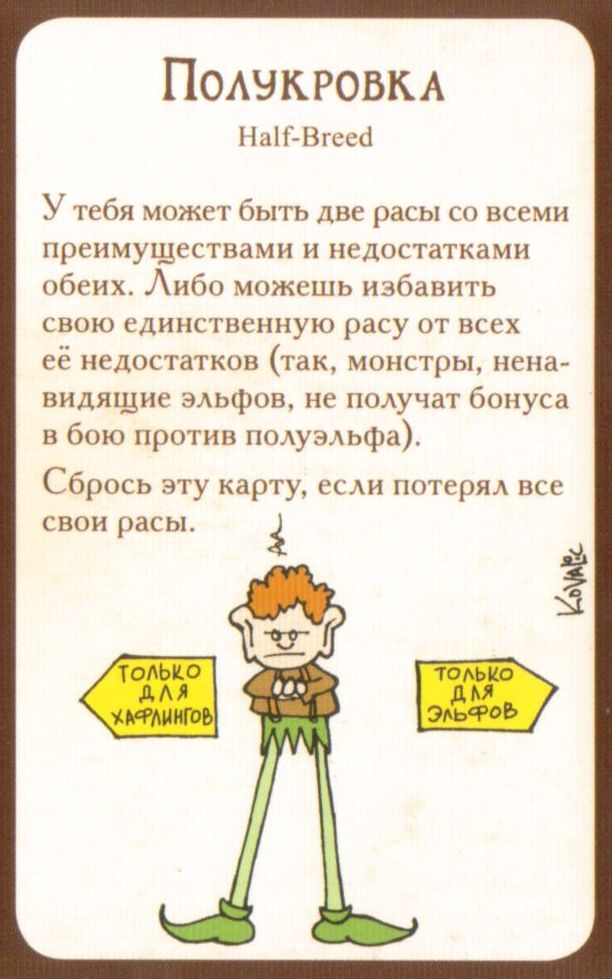 Полукровка
Half-Breed
У тебя может быть две расы со всеми
преимуществами и недостатками
обеих. Либо можешь избавить
свою единственную расу от всех
её недостатков (так, монстры, нена-
видящие эльфов, не получат бонуса
в бою против полуэльфа).
Сбрось эту карту, если потерял все
свои расы.
KOVALIC
ТОЛЬКО
ДЛЯ
ХАФЛИНГОВ
ТОЛЬКО
ДЛЯ
ЭЛЬФОВ